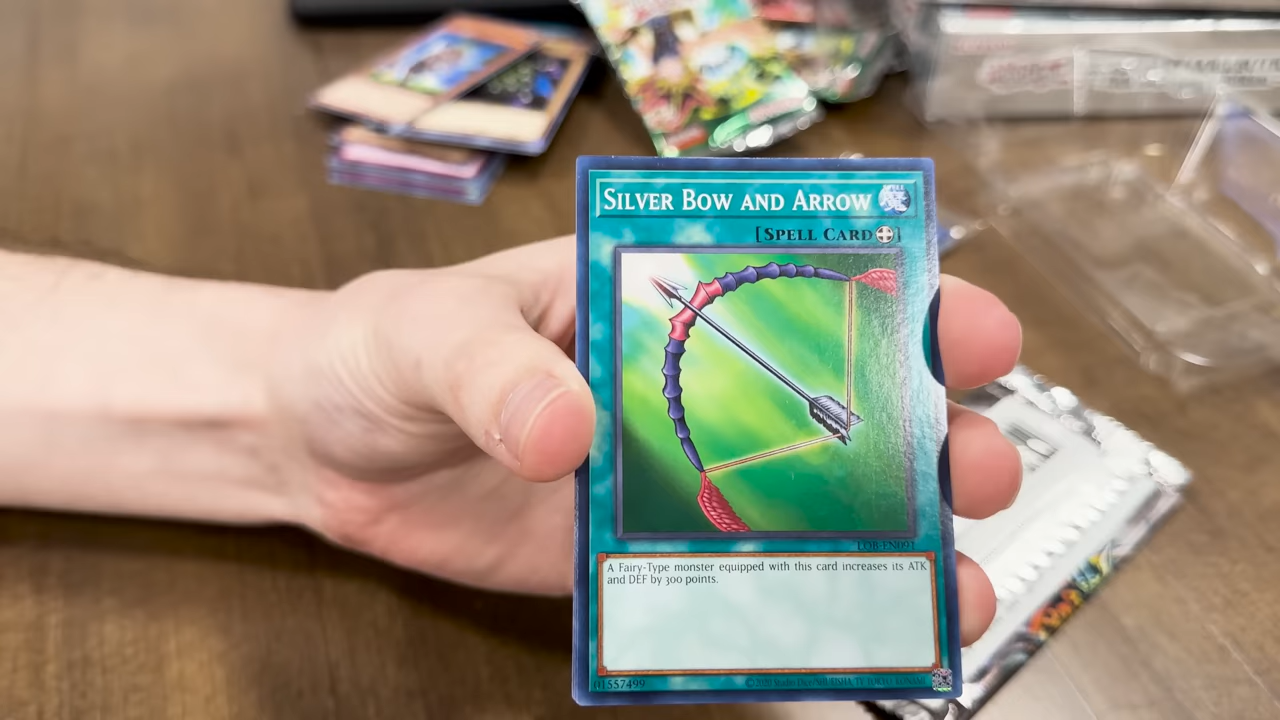 SILVER BOW AND ARROW
SPELL
[SPELL CARD]
LOB-EN091
A Fairy-Type monster equipped with this card increases its ATK
and DEF by 300 points.
01557499
©2020 Studio Dice/SHUEISHA, TV TOKYO, KONAMI